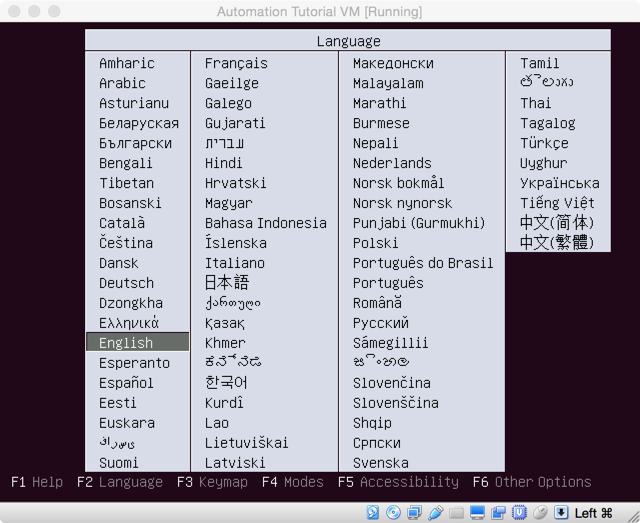 Automation Tutorial VM [Running]
Language
Amharic
Arabic
Asturianu
Беларуская
Български
Bengali
Tibetan
Bosanski
Català
Čeština
Dansk
Deutsch
Dzongkha
Ελληνικά
English
Esperanto
Español
Eesti
Euskara
Suomi
Français
Gaeilge
Galego
Gujarati
עברית
Hindi
Hrvatski
Magyar
Bahasa Indonesia
Íslenska
Italiano
日本語
ქართული
Қазақ
Khmer
ಕನ್ನಡ
한국어
Kurdî
Lao
Lietuviškai
Latviski
Македонски
Malayalam
Marathi
Burmese
Nepali
Nederlands
Norsk bokmål
Norsk nynorsk
Punjabi (Gurmukhi)
Polski
Português do Brasil
Português
Română
Русский
Sámegillii
සිංහල
Slovenčina
Slovenščina
Shqip
Српски
Svenska
Tamil
తెలుగు
Thai
Tagalog
Türkçe
Uyghur
Українська
Tiếng Việt
中文(简体)
中文(繁體)
F1 Help F2 Language F3 Keymap F4 Modes F5 Accessibility F6 Other Options
Left ⌘